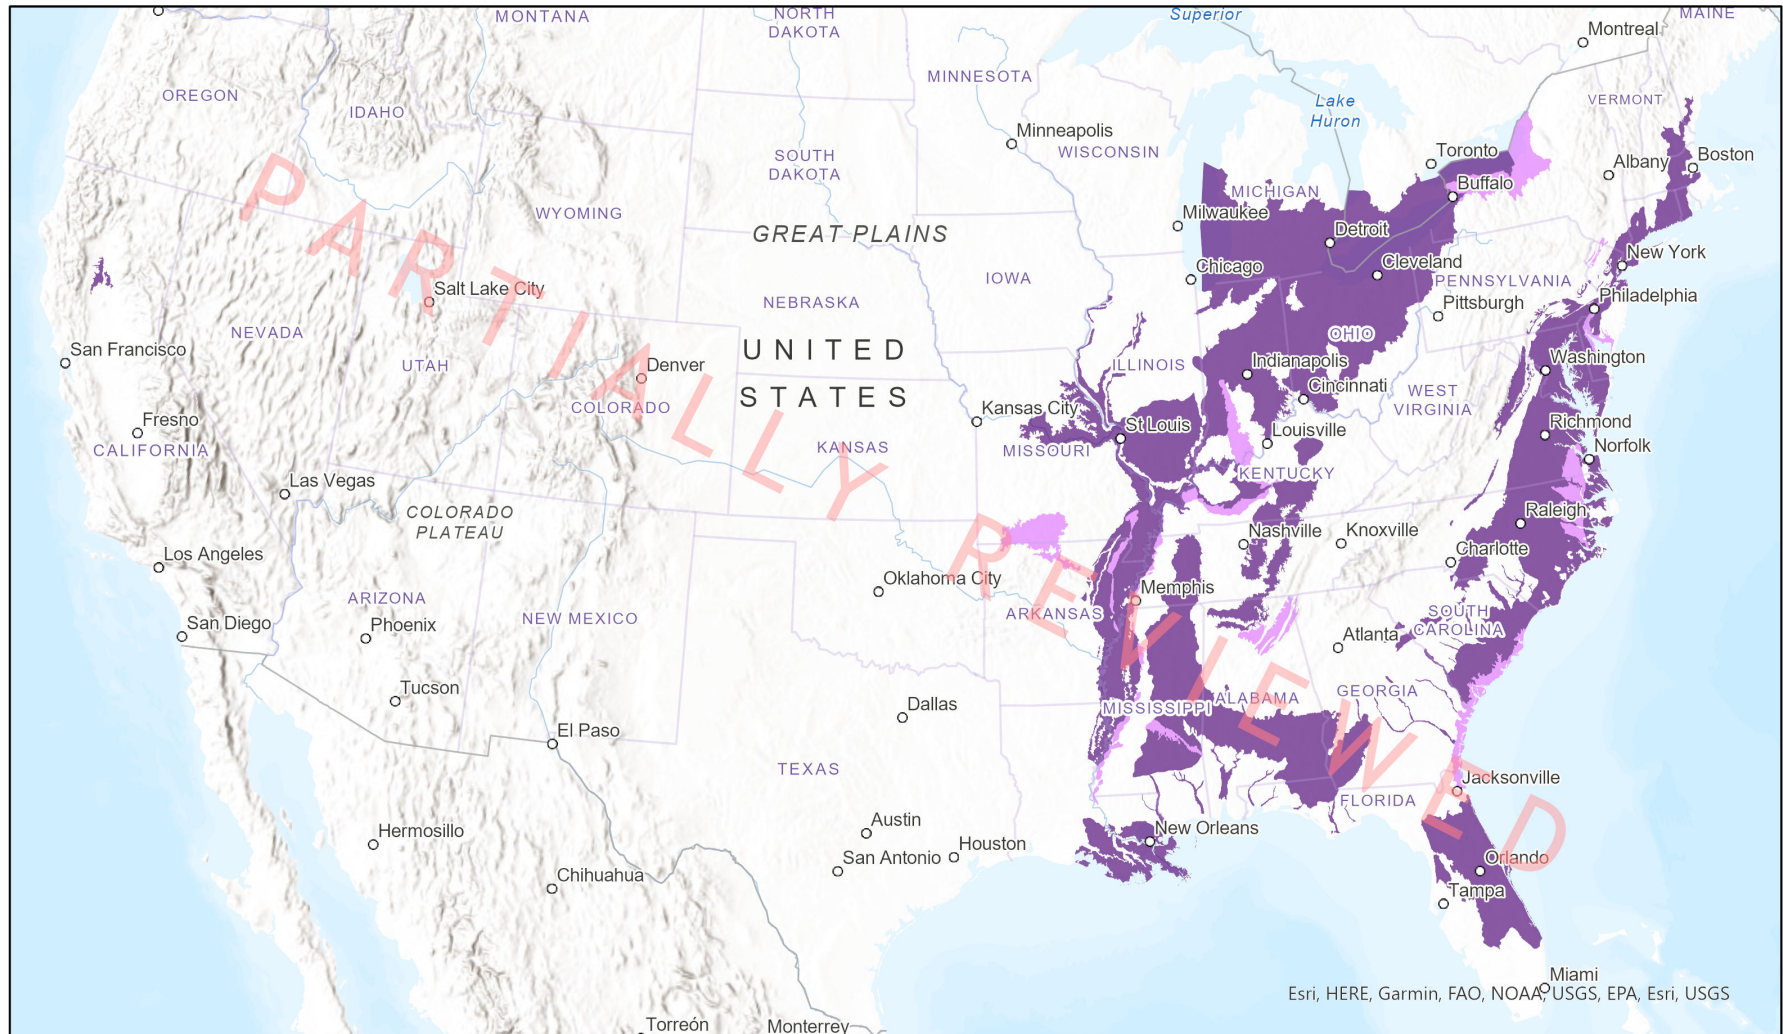 Superior
MONTANA
NORTH
DAKOTA
MAINE
Montreal
OREGON
IDAHO
MINNESOTA
Lake
Huron
VERMONT
Minneapolis
WISCONSIN
SOUTH
DAKOTA
Toronto
Albany
Boston
WYOMING
MICHIGAN
Buffalo
Milwaukee
GREAT PLAINS
Detroit
Chicago
Cleveland
New York
Salt Lake City
IOWA
PENNSYLVANIA
Pittsburgh
Philadelphia
NEBRASKA
NEVADA
OHIO
San Francisco
UNITED
STATES
UTAH
Denver
ILLINOIS
Indianapolis
Washington
COLORADO
Kansas City
Cincinnati
WEST
VIRGINIA
Fresno
CALIFORNIA
KANSAS
MISSOURI
St Louis
Louisville
Richmond
Norfolk
KENTUCKY
Las Vegas
COLORADO
PLATEAU
Raleigh
Nashville
Knoxville
Charlotte
Los Angeles
Oklahoma City
Memphis
ARIZONA
Phoenix
NEW MEXICO
ARKANSAS
SOUTH
CAROLINA
San Diego
Atlanta
Tucson
Dallas
MISSISSIPPI
ALABAMA
GEORGIA
El Paso
TEXAS
Jacksonville
FLORIDA
Hermosillo
Austin
San Antonio
Houston
New Orleans
Orlando
Chihuahua
Tampa
Miami
Esri, HERE, Garmin, FAO, NOAA, USGS, EPA, Esri, USGS
Torreón
Monterrey
PARTIALLY REVIEWED